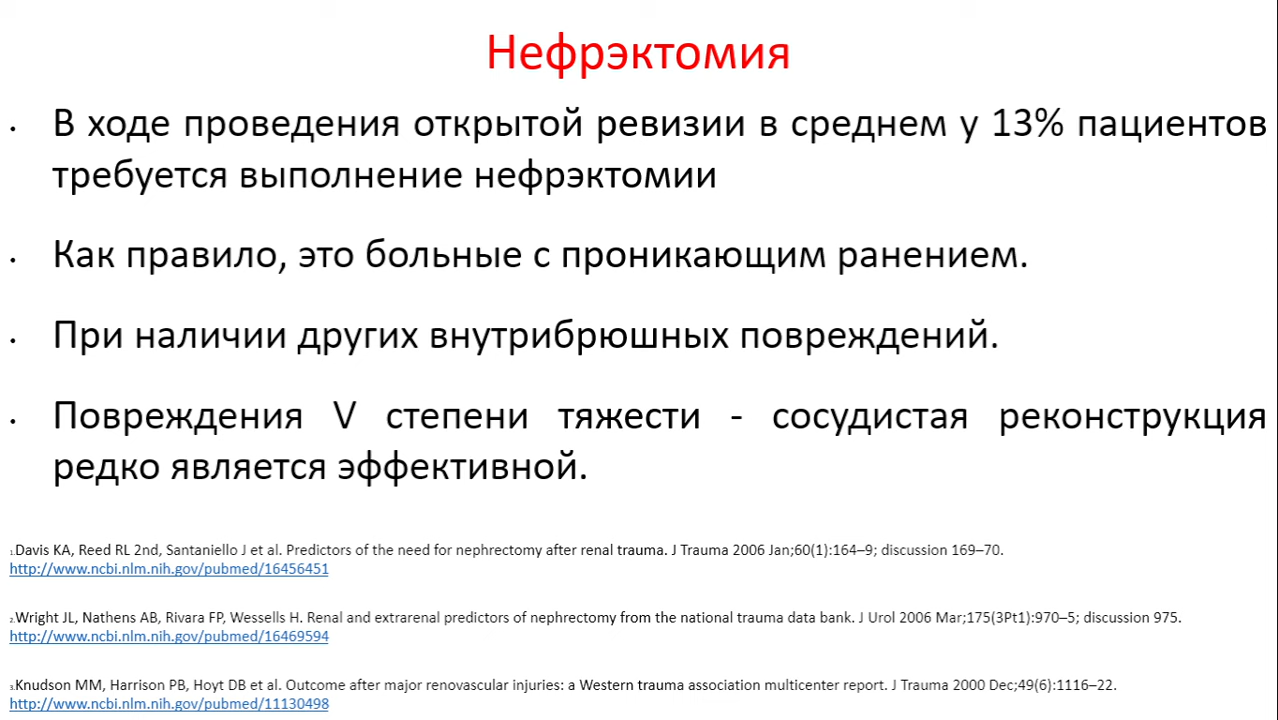 Нефрэктомия
• В ходе проведения открытой ревизии в среднем у 13% пациентов
требуется выполнение нефрэктомии
• Как правило, это больные с проникающим ранением.
• При наличии других внутрибрюшных повреждений.
• Повреждения V степени тяжести - сосудистая реконструкция
редко является эффективной.
1.Davis KA, Reed RL 2nd, Santaniello J et al. Predictors of the need for nephrectomy after renal trauma. J Trauma 2006 Jan;60(1):164–9; discussion 169–70.
http://www.ncbi.nlm.nih.gov/pubmed/16456451
2.Wright JL, Nathens AB, Rivara FP, Wessells H. Renal and extrarenal predictors of nephrectomy from the national trauma data bank. J Urol 2006 Mar;175(3Pt1):970–5; discussion 975.
http://www.ncbi.nlm.nih.gov/pubmed/16469594
3.Knudson MM, Harrison PB, Hoyt DB et al. Outcome after major renovascular injuries: a Western trauma association multicenter report. J Trauma 2000 Dec;49(6):1116–22.
http://www.ncbi.nlm.nih.gov/pubmed/11130498